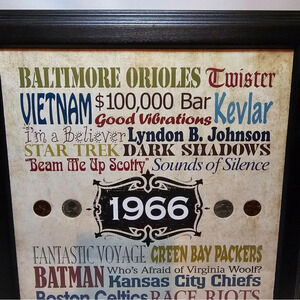 BALTIMORE ORIOLES Twister
VIETNAM $100,000 Bar Kevlar
Good Vibrations
I'm a Believer Lyndon B. Johnson
STAR TREK DARK SHADOWS
"Beam Me Up Scotty" Sounds of Silence
1966
FANTASTIC VOYAGE GREEN BAY PACKERS
BATMAN Who's Afraid of Virginia Woolf?
Kansas City Chiefs
Boston Celtics RACE RIOTS